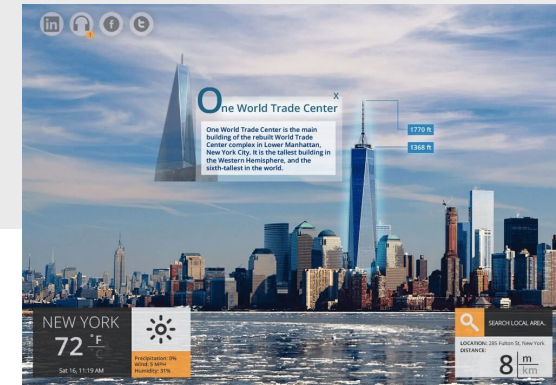 in f t
1
X
One World Trade Center
One World Trade Center is the main
building of the rebuilt World Trade
Center complex in Lower Manhattan,
New York City. It is the tallest building in
the Western Hemisphere, and the
sixth-tallest in the world.
1770 ft
1368 ft
NEW YORK
72 °F
C
Sat 16, 11:19 AM
Precipitation: 0%
Wind: 5 MPH
Humidity: 31%
SEARCH LOCAL AREA..
LOCATION: 285 Fulton St, New York
DISTANCE:
8 m
km